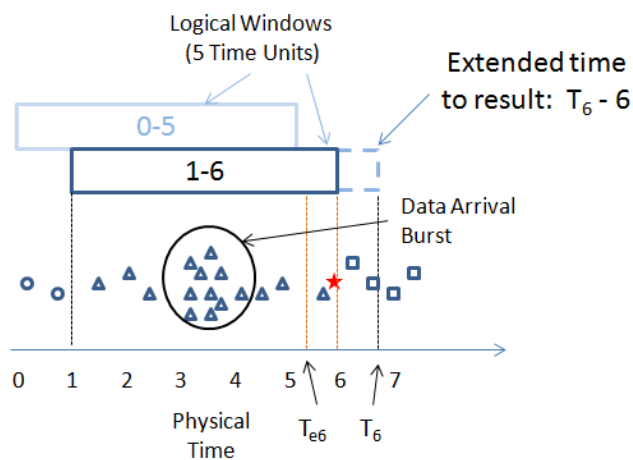 Logical Windows
(5 Time Units)
Extended time
to result: T₆ - 6
0-5
1-6
Data Arrival
Burst
0 1 2 3 4 5 6 7
Physical
Time
Tₑ₆
T₆